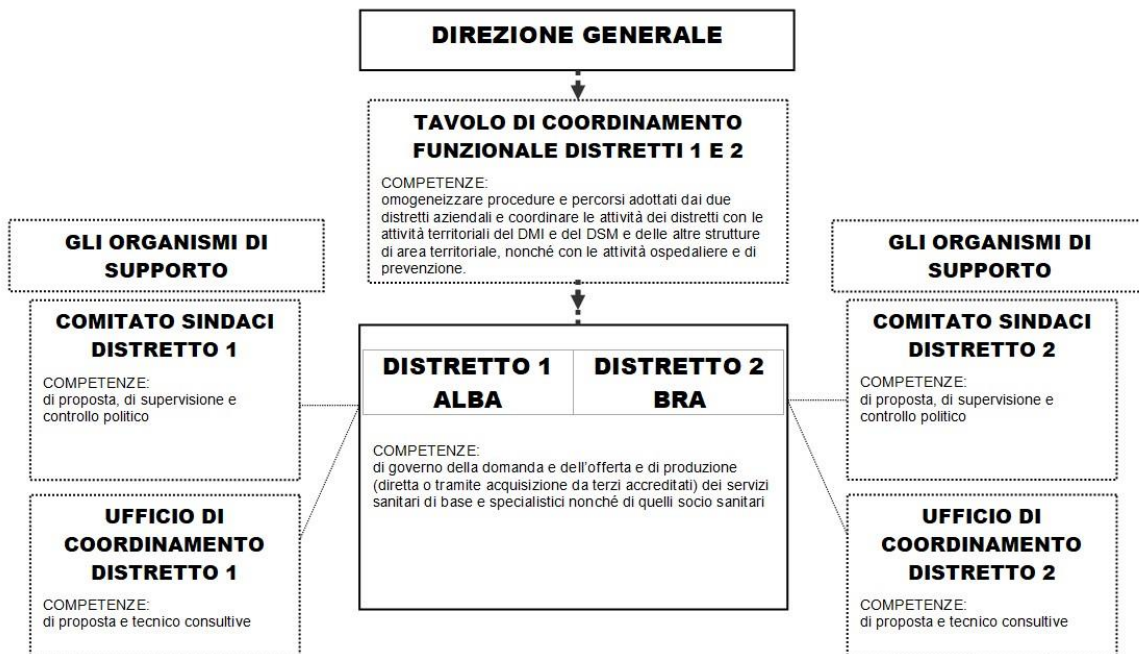 DIREZIONE GENERALE
TAVOLO DI COORDINAMENTO
FUNZIONALE DISTRETTI 1 E 2
COMPETENZE:
omogeneizzare procedure e percorsi adottati dai due
distretti aziendali e coordinare le attività dei distretti con le
attività territoriali del DMI e del DSM e delle altre strutture
di area territoriale, nonché con le attività ospedaliere e di
prevenzione.
GLI ORGANISMI DI
SUPPORTO
COMITATO SINDACI
DISTRETTO 1
COMPETENZE:
di proposta, di supervisione e
controllo politico
UFFICIO DI
COORDINAMENTO
DISTRETTO 1
COMPETENZE:
di proposta e tecnico consultive
DISTRETTO 1
ALBA
DISTRETTO 2
BRA
COMPETENZE:
di governo della domanda e dell'offerta e di produzione
(diretta o tramite acquisizione da terzi accreditati) dei servizi
sanitari di base e specialistici nonché di quelli socio sanitari
GLI ORGANISMI DI
SUPPORTO
COMITATO SINDACI
DISTRETTO 2
COMPETENZE:
di proposta, di supervisione e
controllo politico
UFFICIO DI
COORDINAMENTO
DISTRETTO 2
COMPETENZE:
di proposta e tecnico consultive